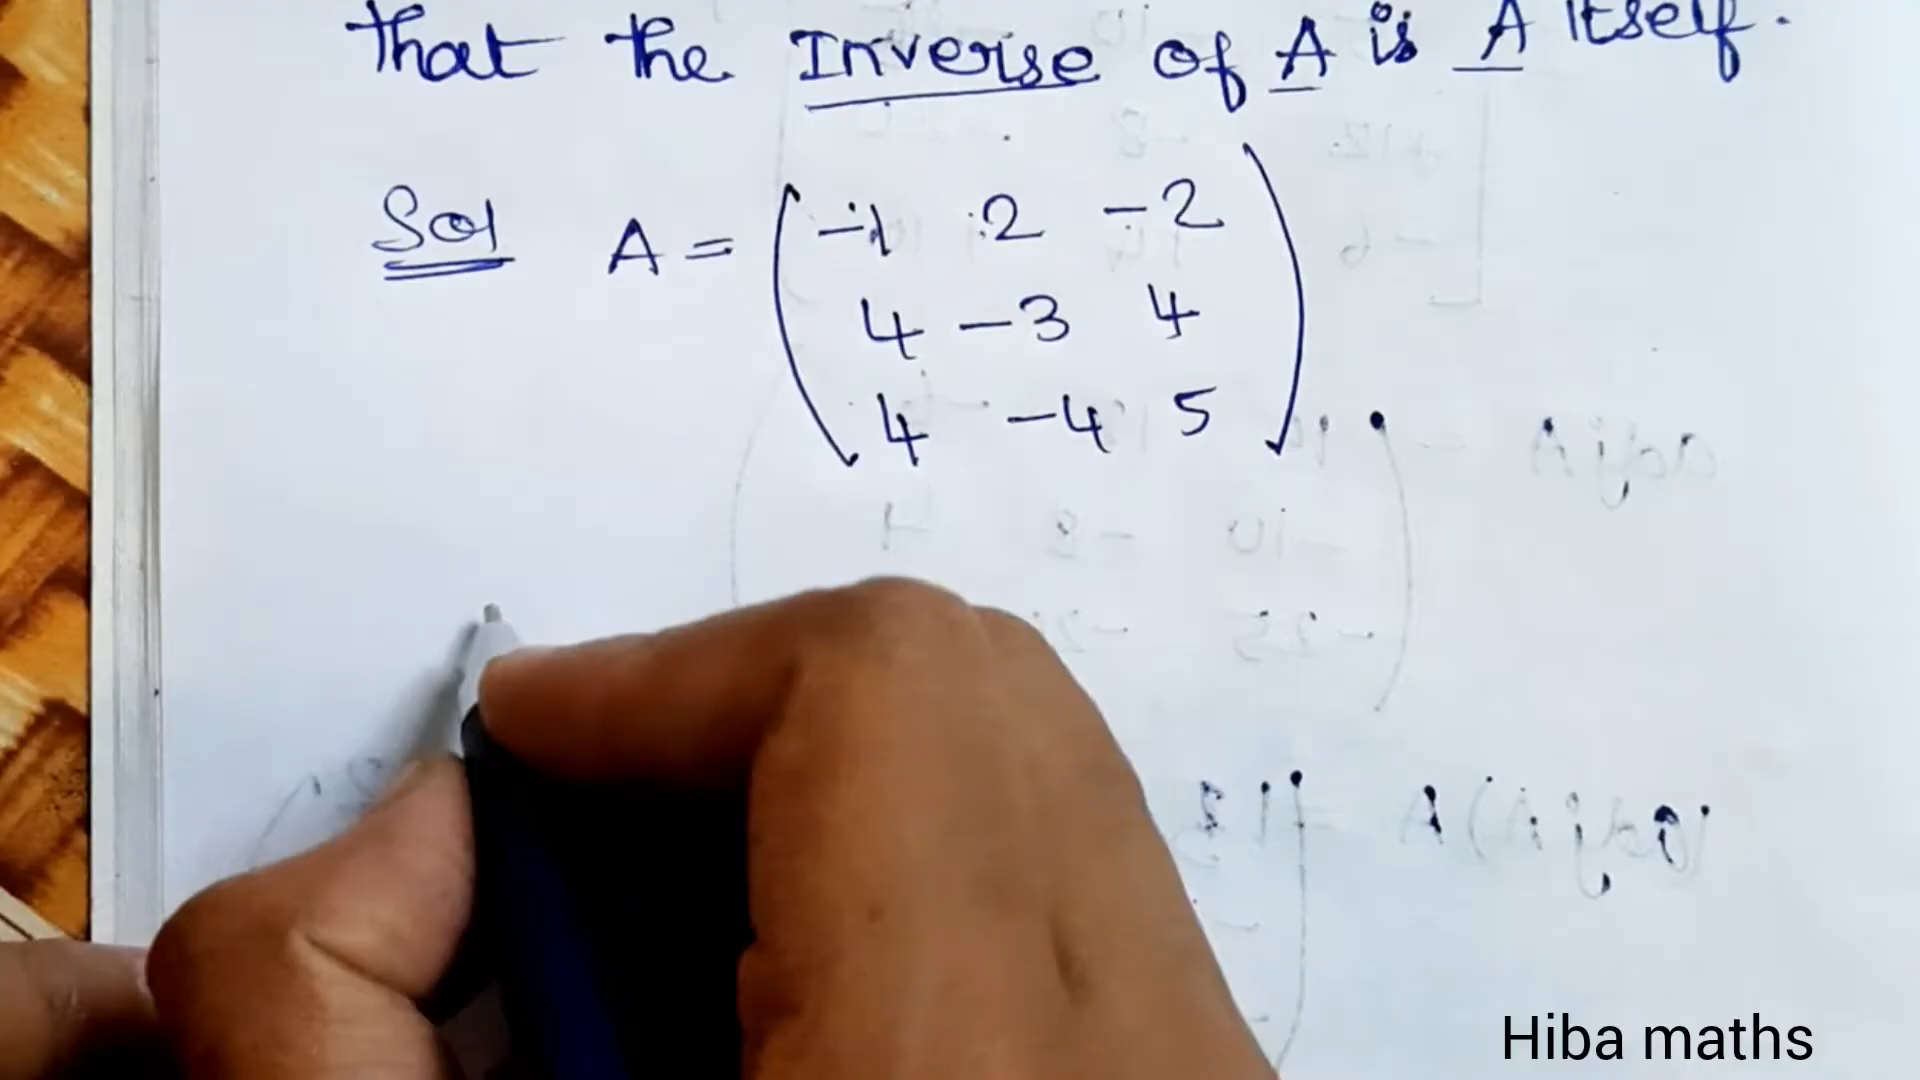 that the Inverse of A is A itself.
Sol A = ( -1 2 -2
4 -3 4
4 -4 5 )
Hiba maths